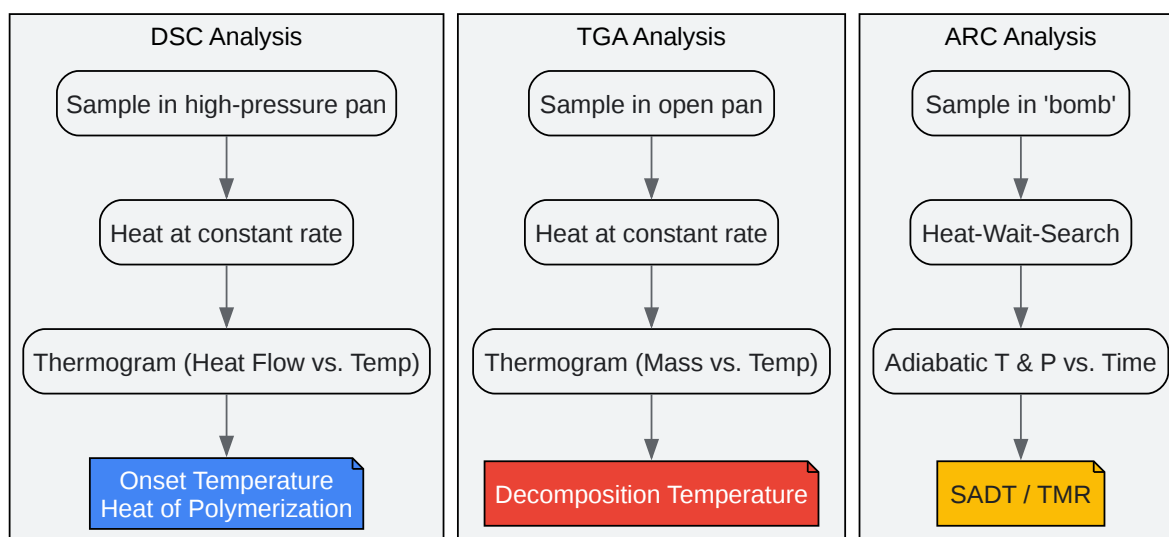 DSC Analysis
Sample in high-pressure pan
Heat at constant rate
Thermogram (Heat Flow vs. Temp)
Onset Temperature
Heat of Polymerization
TGA Analysis
Sample in open pan
Heat at constant rate
Thermogram (Mass vs. Temp)
Decomposition Temperature
ARC Analysis
Sample in 'bomb'
Heat-Wait-Search
Adiabatic T & P vs. Time
SADT / TMR